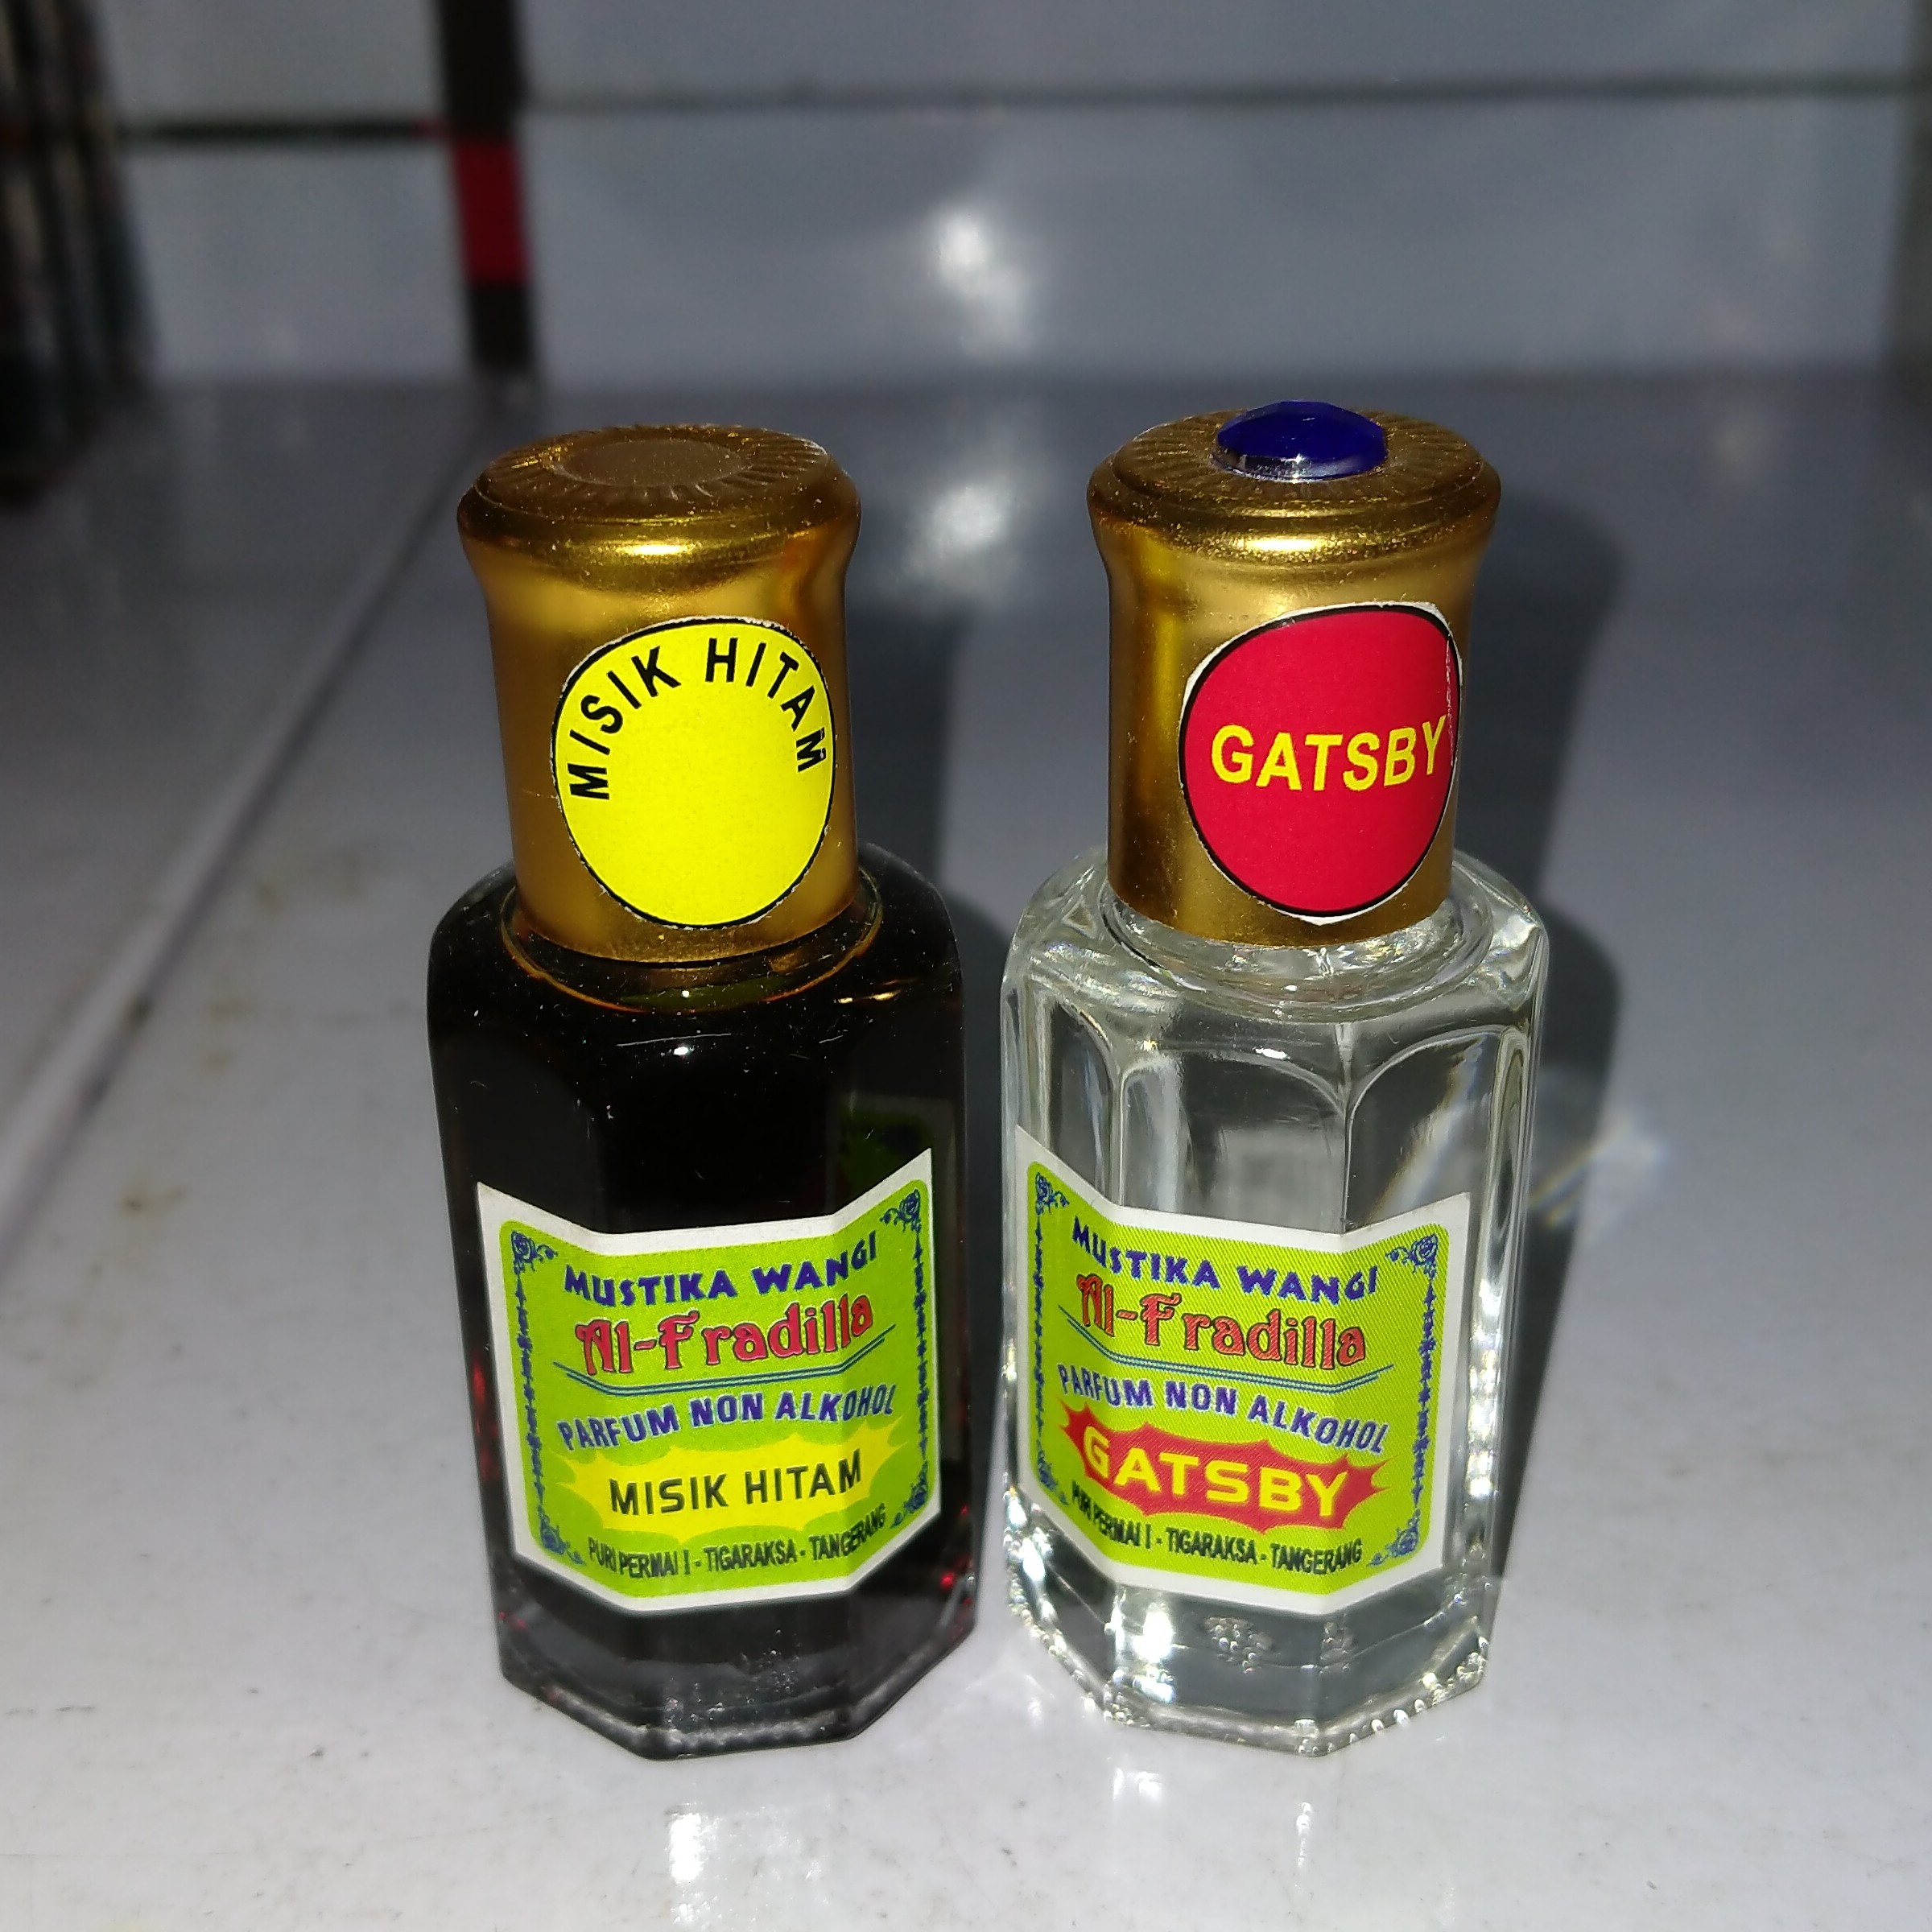 MISIK HITAM
MUSTIKA WANGI
Al-Fradilla
PARFUM NON ALKOHOL
MISIK HITAM
PURI PERMAI I - TIGARAKSA - TANGERANG
GATSBY
MUSTIKA WANGI
Al-Fradilla
PARFUM NON ALKOHOL
GATSBY
PURI PERMAI I - TIGARAKSA - TANGERANG